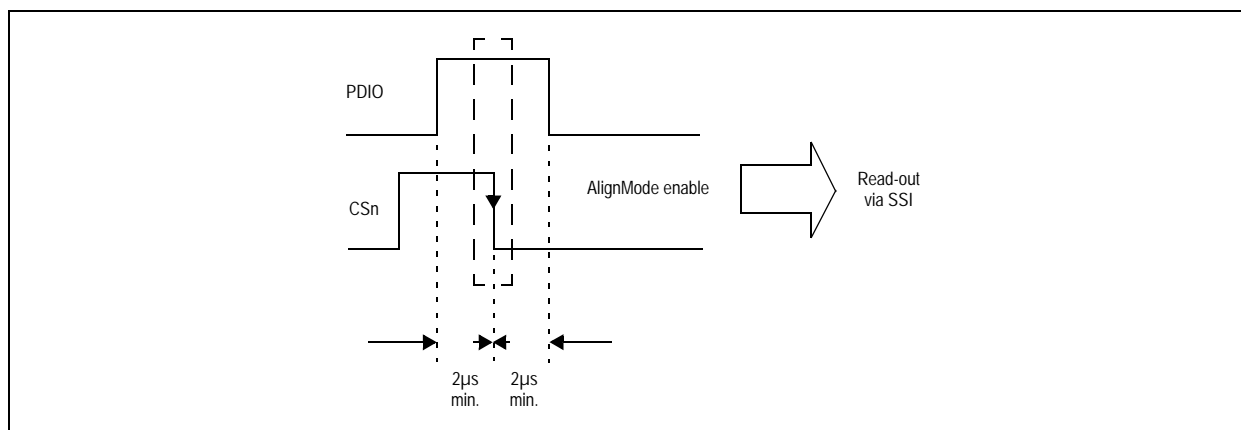 PDIO
AlignMode enable
Read-out
via SSI
CSn
2µs
min.
2µs
min.